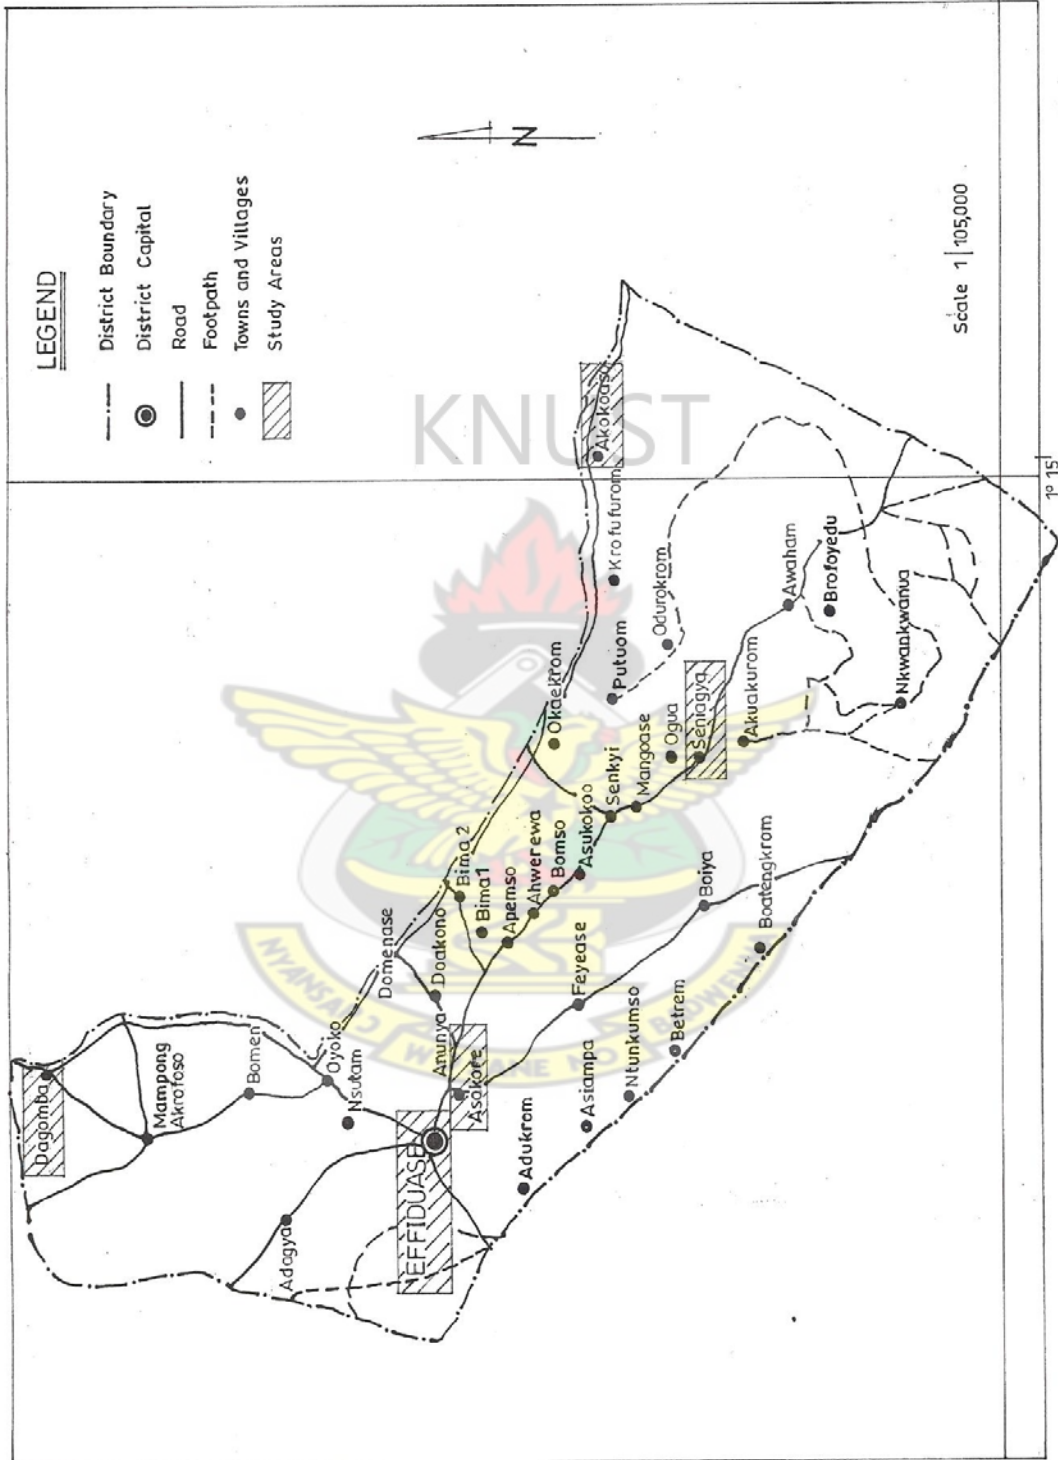 LEGEND
District Boundary
District Capital
Road
Footpath
Towns and Villages
Study Areas
N
KNUST
Dagomba
Mampong
Akrofoso
Bomen
Oyoko
Nsutam
Adagya
EFFIDUASE
Asokore
Anunya
Domenase
Doakono
Bima 2
Bima 1
Apemso
Ahwerewa
Bomso
Asukokoo
Senkyi
Mangoase
Ogua
Seniagya
Okaekrom
Putuom
Odurokrom
Krofufurom
Akokoaso
Awaham
Brofoyedu
Akuakurom
Nkwankwanua
Adukrom
Asiampa
Ntunkumso
Betrem
Feyease
Boiya
Boatengkrom
Scale 1|105,000
1º 15'